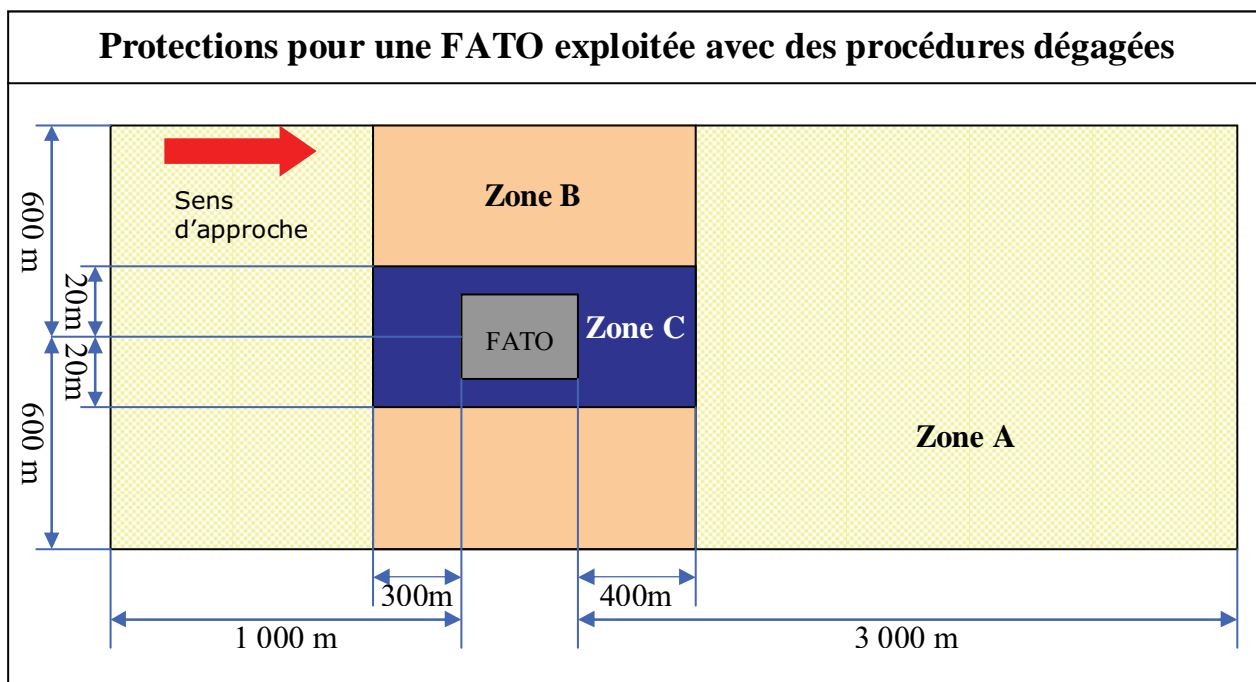 Protections pour une FATO exploitée avec des procédures dégagées
Sens
d'approche
Zone B
600 m
20m
FATO
Zone C
20m
600 m
Zone A
300m
400m
1 000 m
3 000 m